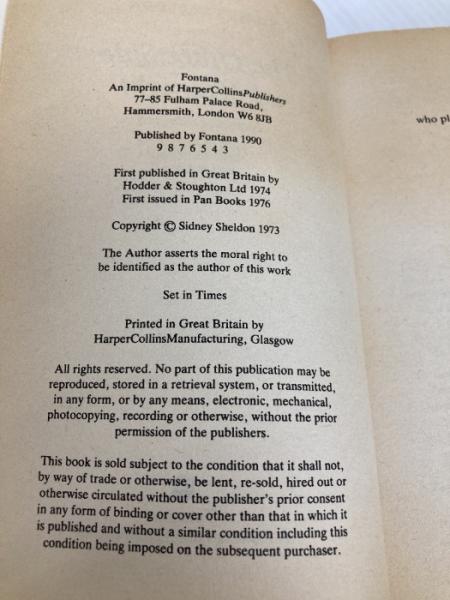 Fontana
An Imprint of HarperCollinsPublishers
77–85 Fulham Palace Road,
Hammersmith, London W6 8JB
Published by Fontana 1990
9 8 7 6 5 4 3
First published in Great Britain by
Hodder & Stoughton Ltd 1974
First issued in Pan Books 1976
Copyright © Sidney Sheldon 1973
The Author asserts the moral right to
be identified as the author of this work
Set in Times
Printed in Great Britain by
HarperCollinsManufacturing, Glasgow
All rights reserved. No part of this publication may be
reproduced, stored in a retrieval system, or transmitted,
in any form, or by any means, electronic, mechanical,
photocopying, recording or otherwise, without the prior
permission of the publishers.
This book is sold subject to the condition that it shall not,
by way of trade or otherwise, be lent, re-sold, hired out or
otherwise circulated without the publisher's prior consent
in any form of binding or cover other than that in which it
is published and without a similar condition including this
condition being imposed on the subsequent purchaser.
who